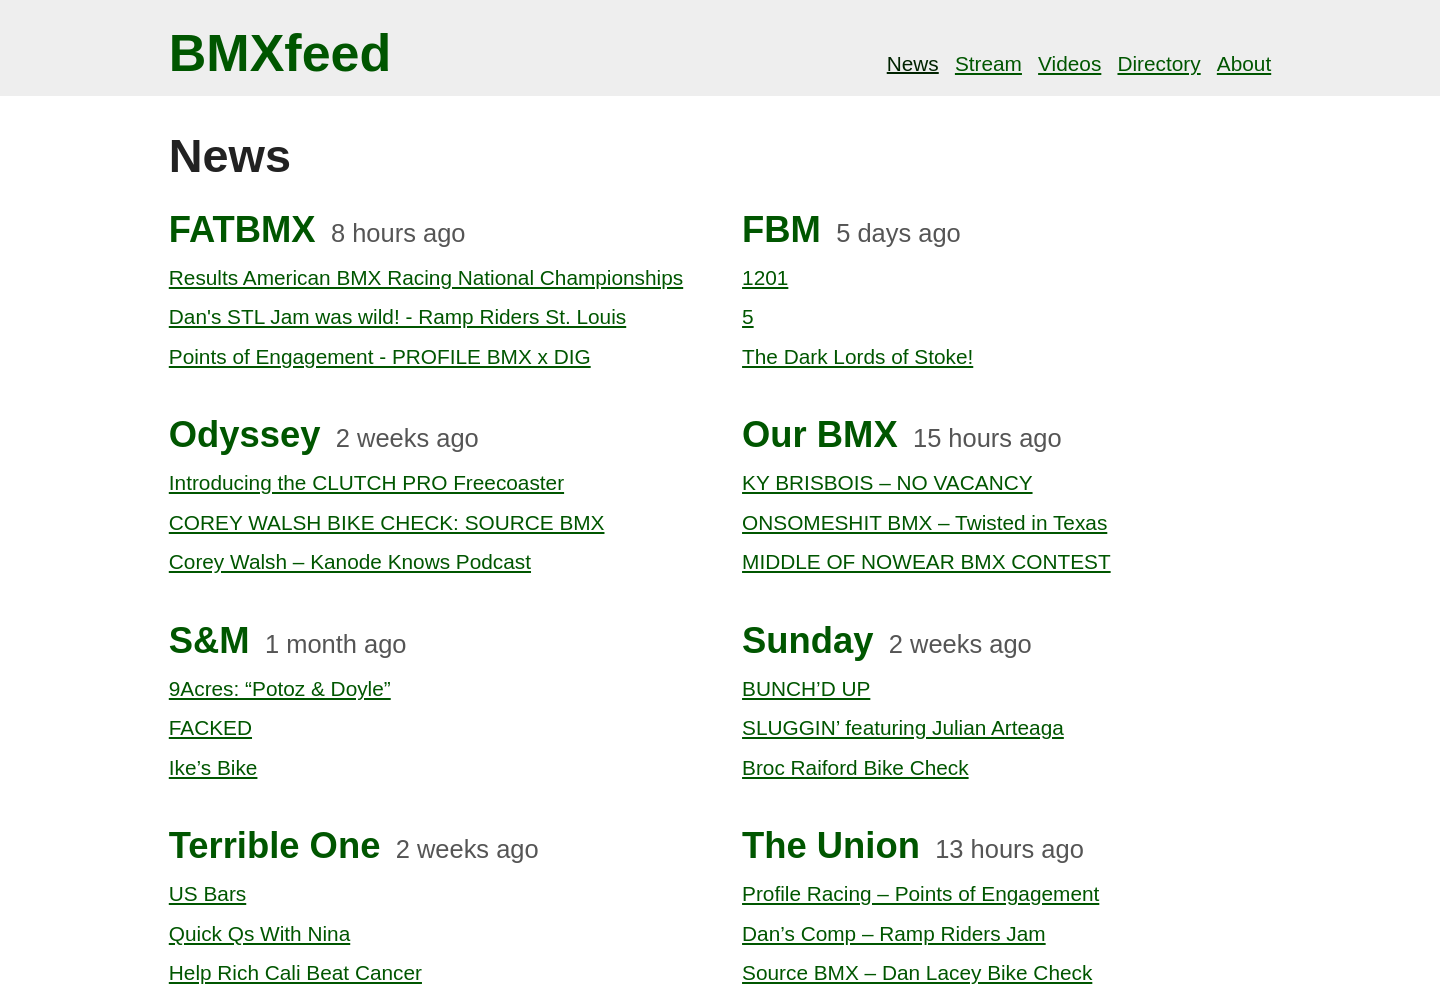 BMXfeed
News Stream Videos Directory About
News
FATBMX 8 hours ago
Results American BMX Racing National Championships
Dan's STL Jam was wild! - Ramp Riders St. Louis
Points of Engagement - PROFILE BMX x DIG
FBM 5 days ago
1201
5
The Dark Lords of Stoke!
Odyssey 2 weeks ago
Introducing the CLUTCH PRO Freecoaster
COREY WALSH BIKE CHECK: SOURCE BMX
Corey Walsh – Kanode Knows Podcast
Our BMX 15 hours ago
KY BRISBOIS – NO VACANCY
ONSOMESHIT BMX – Twisted in Texas
MIDDLE OF NOWEAR BMX CONTEST
S&M 1 month ago
9Acres: “Potoz & Doyle”
FACKED
Ike’s Bike
Sunday 2 weeks ago
BUNCH’D UP
SLUGGIN’ featuring Julian Arteaga
Broc Raiford Bike Check
Terrible One 2 weeks ago
US Bars
Quick Qs With Nina
Help Rich Cali Beat Cancer
The Union 13 hours ago
Profile Racing – Points of Engagement
Dan’s Comp – Ramp Riders Jam
Source BMX – Dan Lacey Bike Check